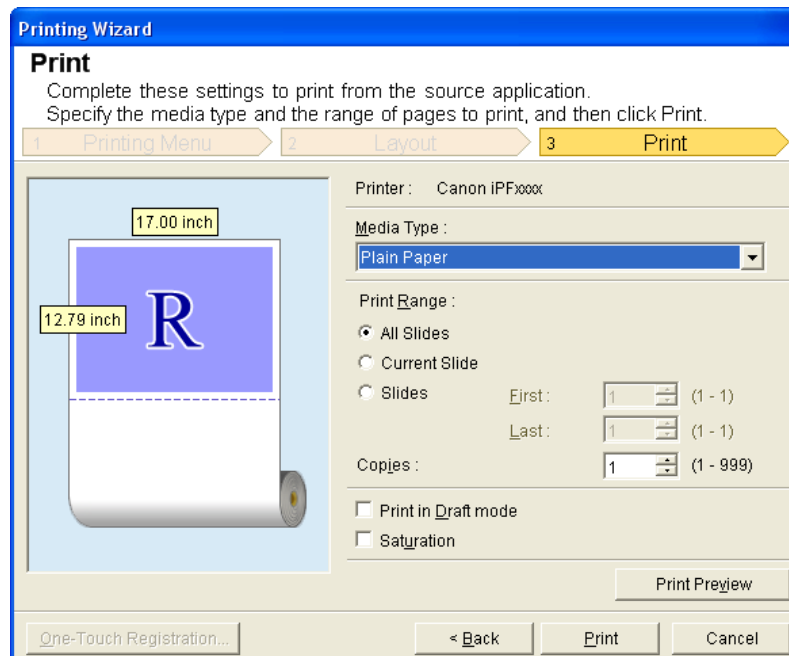 Printing Wizard
Print
Complete these settings to print from the source application.
Specify the media type and the range of pages to print, and then click Print.
1 Printing Menu 2 Layout 3 Print
Printer : Canon iPFxxxx
17.00 inch
Media Type :
Plain Paper
12.79 inch
R
Print Range :
All Slides
Current Slide
Slides First : 1 (1 - 1)
Last : 1 (1 - 1)
Copies : 1 (1 - 999)
Print in Draft mode
Saturation
Print Preview
One-Touch Registration... < Back Print Cancel